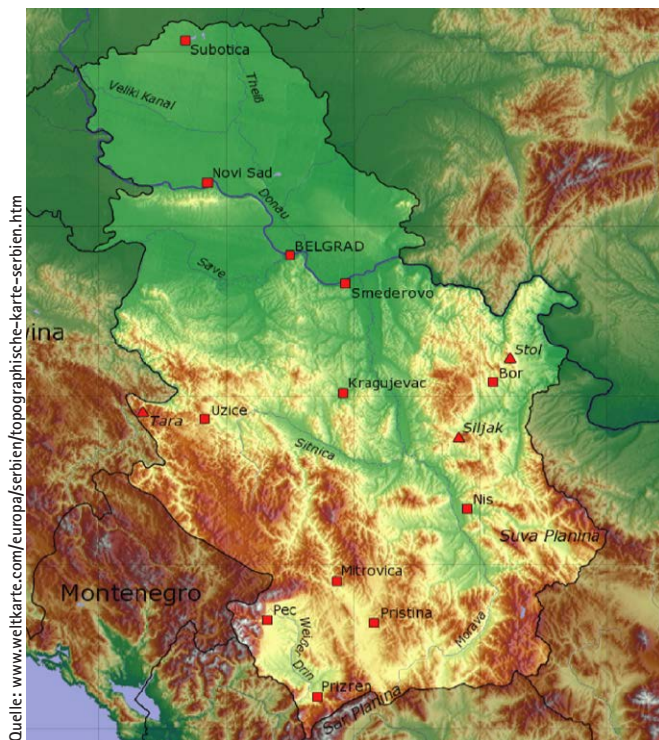 Subotica
Theiß
Veliki Kanal
Novi Sad
Donau
BELGRAD
Save
Smederovo
ina
Stol
Bor
Kragujevac
Tara
Uzice
Siljak
Sitnica
Nis
Suva Planina
Mitrovica
Montenegro
Pec
Weißer
Drin
Pristina
Morava
Prizren
Sar Planina
Quelle: www.weltkarte.com/europa/serbien/topographische-karte-serbien.htm